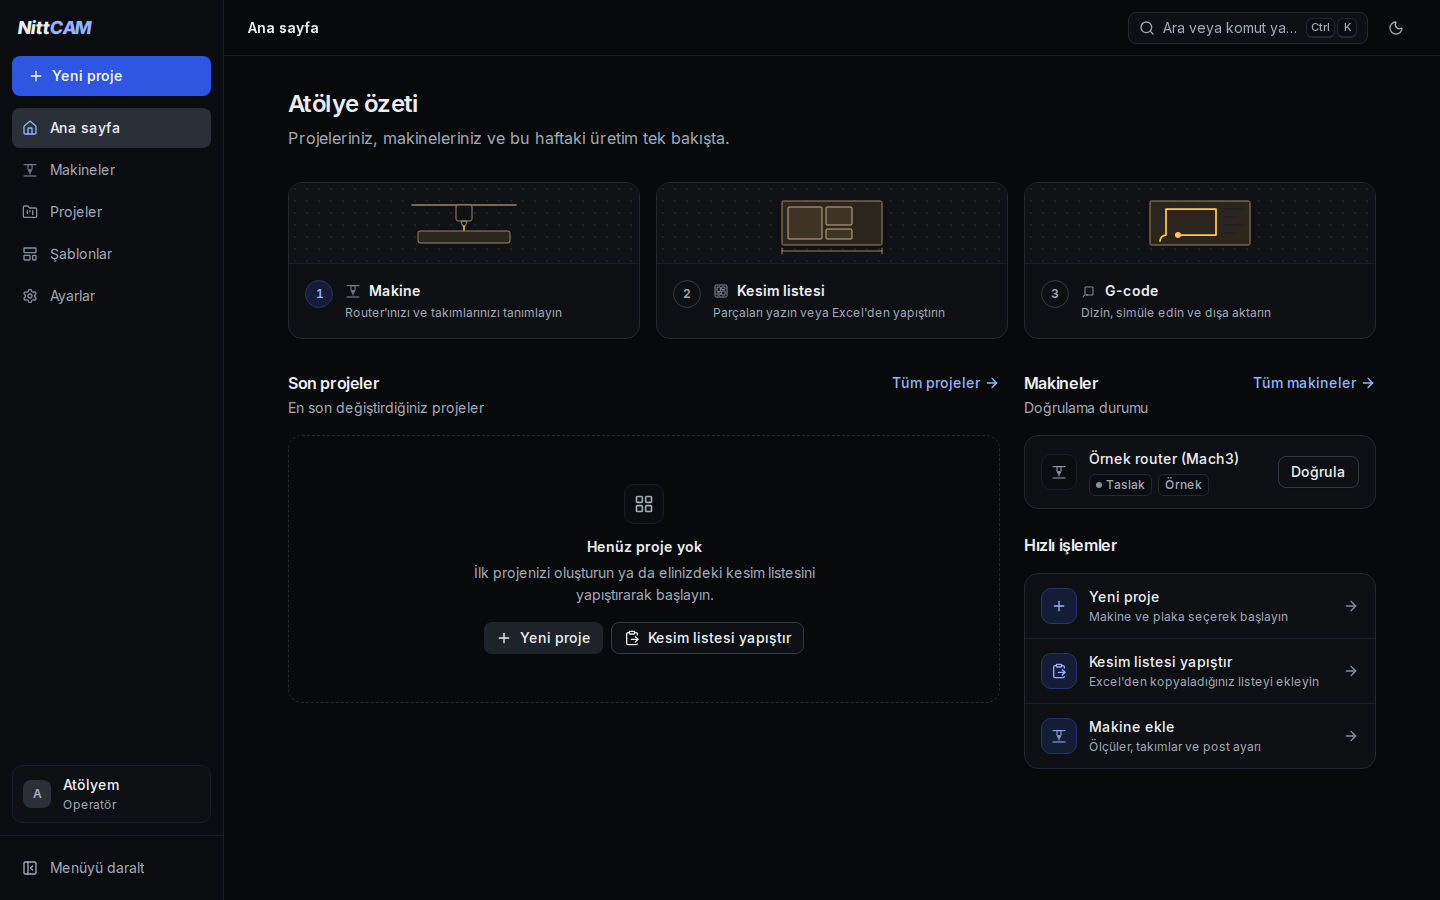 NittCAM
Yeni proje
Ana sayfa
Makineler
Projeler
Şablonlar
Ayarlar
A
Atölyem
Operatör
Menüyü daralt
Ana sayfa
Ara veya komut ya...
Ctrl
K
Atölye özeti
Projeleriniz, makineleriniz ve bu haftaki üretim tek bakışta.
1
Makine
Router'ınızı ve takımlarınızı tanımlayın
2
Kesim listesi
Parçaları yazın veya Excel'den yapıştırın
3
G-code
Dizin, simüle edin ve dışa aktarın
Son projeler
Tüm projeler
En son değiştirdiğiniz projeler
Henüz proje yok
İlk projenizi oluşturun ya da elinizdeki kesim listesini
yapıştırarak başlayın.
Yeni proje
Kesim listesi yapıştır
Makineler
Tüm makineler
Doğrulama durumu
Örnek router (Mach3)
Taslak
Örnek
Doğrula
Hızlı işlemler
Yeni proje
Makine ve plaka seçerek başlayın
Kesim listesi yapıştır
Excel'den kopyaladığınız listeyi ekleyin
Makine ekle
Ölçüler, takımlar ve post ayarı